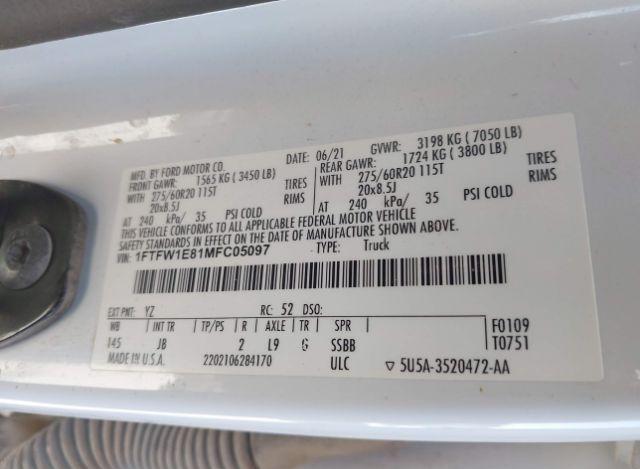 MFD. BY FORD MOTOR CO.
DATE: 06/21 GVWR: 3198 KG ( 7050 LB)
FRONT GAWR: 1565 KG ( 3450 LB) REAR GAWR: 1724 KG ( 3800 LB)
WITH 275/60R20 115T TIRES WITH 275/60R20 115T TIRES
20x8.5J RIMS 20x8.5J RIMS
AT 240 kPa/ 35 PSI COLD AT 240 kPa/ 35 PSI COLD
THIS VEHICLE CONFORMS TO ALL APPLICABLE FEDERAL MOTOR VEHICLE
SAFETY STANDARDS IN EFFECT ON THE DATE OF MANUFACTURE SHOWN ABOVE.
VIN: 1FTFW1E81MFC05097 TYPE: Truck
EXT PNT: YZ RC: 52 DSO:
WB INT TR TP/PS R AXLE TR SPR F0109
145 JB 2 L9 G SSBB T0751
MADE IN U.S.A. 2202106284170 ULC ▽ 5U5A-3520472-AA